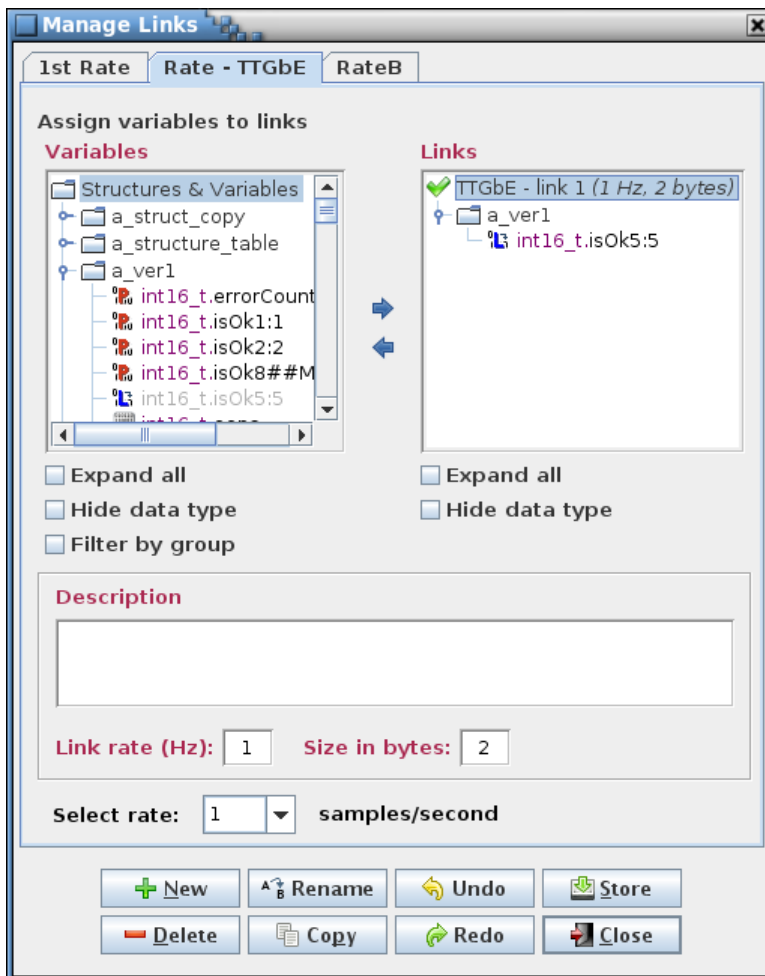 Manage Links
1st Rate
Rate - TTGbE
RateB
Assign variables to links
Variables
Links
Structures & Variables
a_struct_copy
a_structure_table
a_ver1
int16_t.errorCount
int16_t.isOk1:1
int16_t.isOk2:2
int16_t.isOk8##M
int16_t.isOk5:5
TTGbE - link 1 (1 Hz, 2 bytes)
a_ver1
int16_t.isOk5:5
Expand all
Hide data type
Filter by group
Expand all
Hide data type
Description
Link rate (Hz): 1 Size in bytes: 2
Select rate: 1 samples/second
New
Rename
Undo
Store
Delete
Copy
Redo
Close